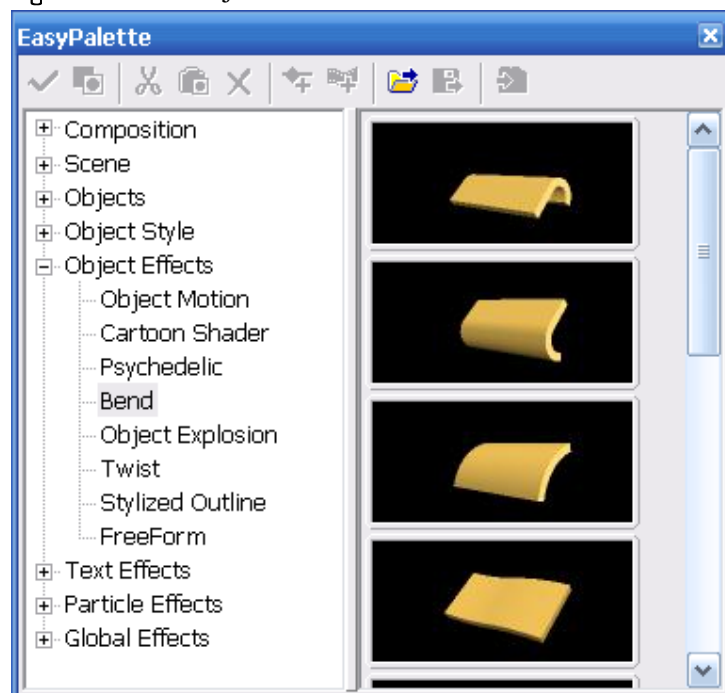 EasyPalette
Composition
Scene
Objects
Object Style
Object Effects
Object Motion
Cartoon Shader
Psychedelic
Bend
Object Explosion
Twist
Stylized Outline
FreeForm
Text Effects
Particle Effects
Global Effects